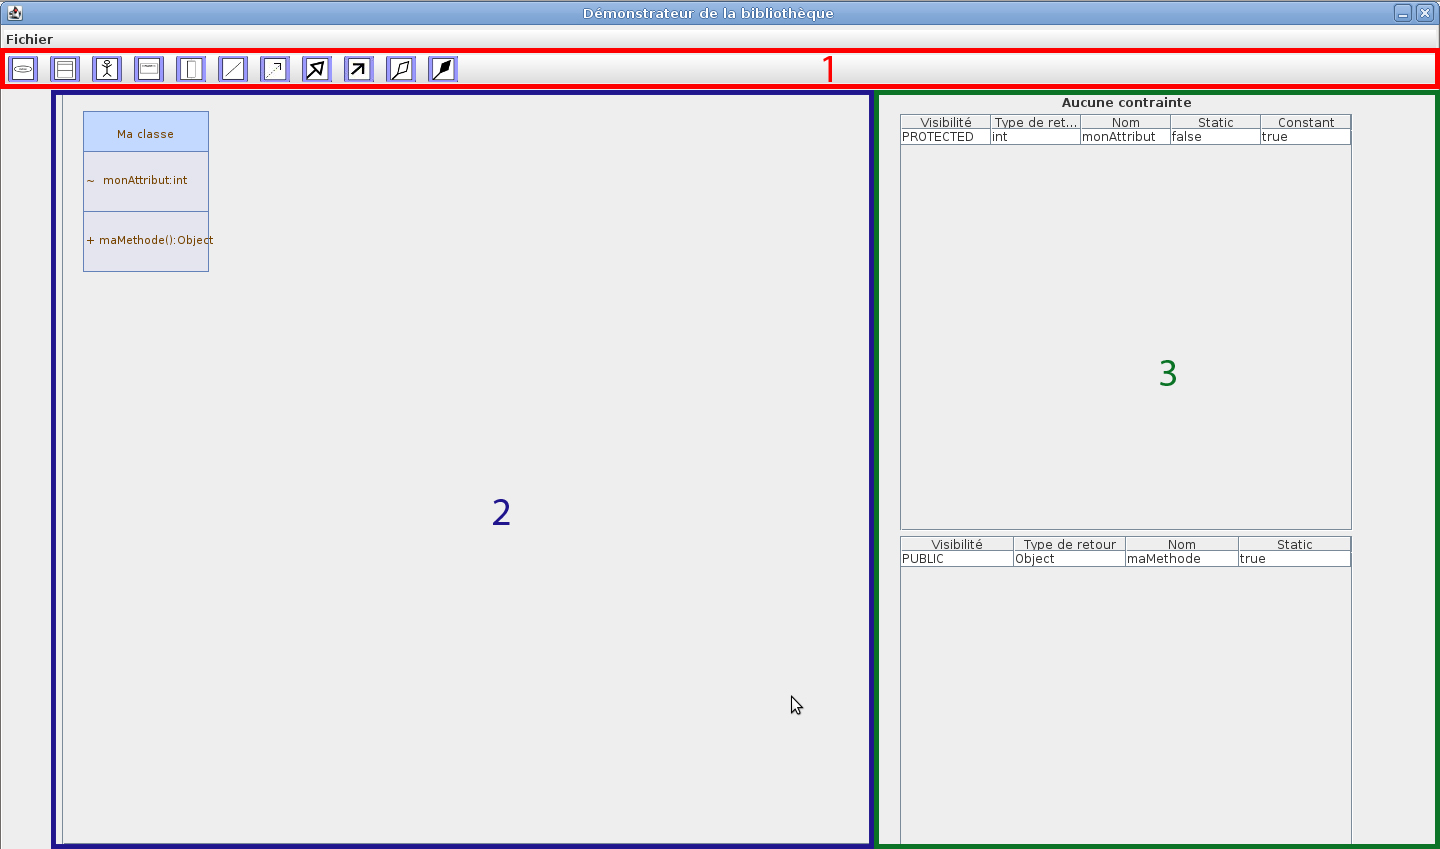 Démonstrateur de la bibliothèque
Fichier
1
Ma classe
~ monAttribut:int
+ maMethode():Object
2
Aucune contrainte
Visibilité Type de ret... Nom Static Constant
PROTECTED int monAttribut false true
3
Visibilité Type de retour Nom Static
PUBLIC Object maMethode true